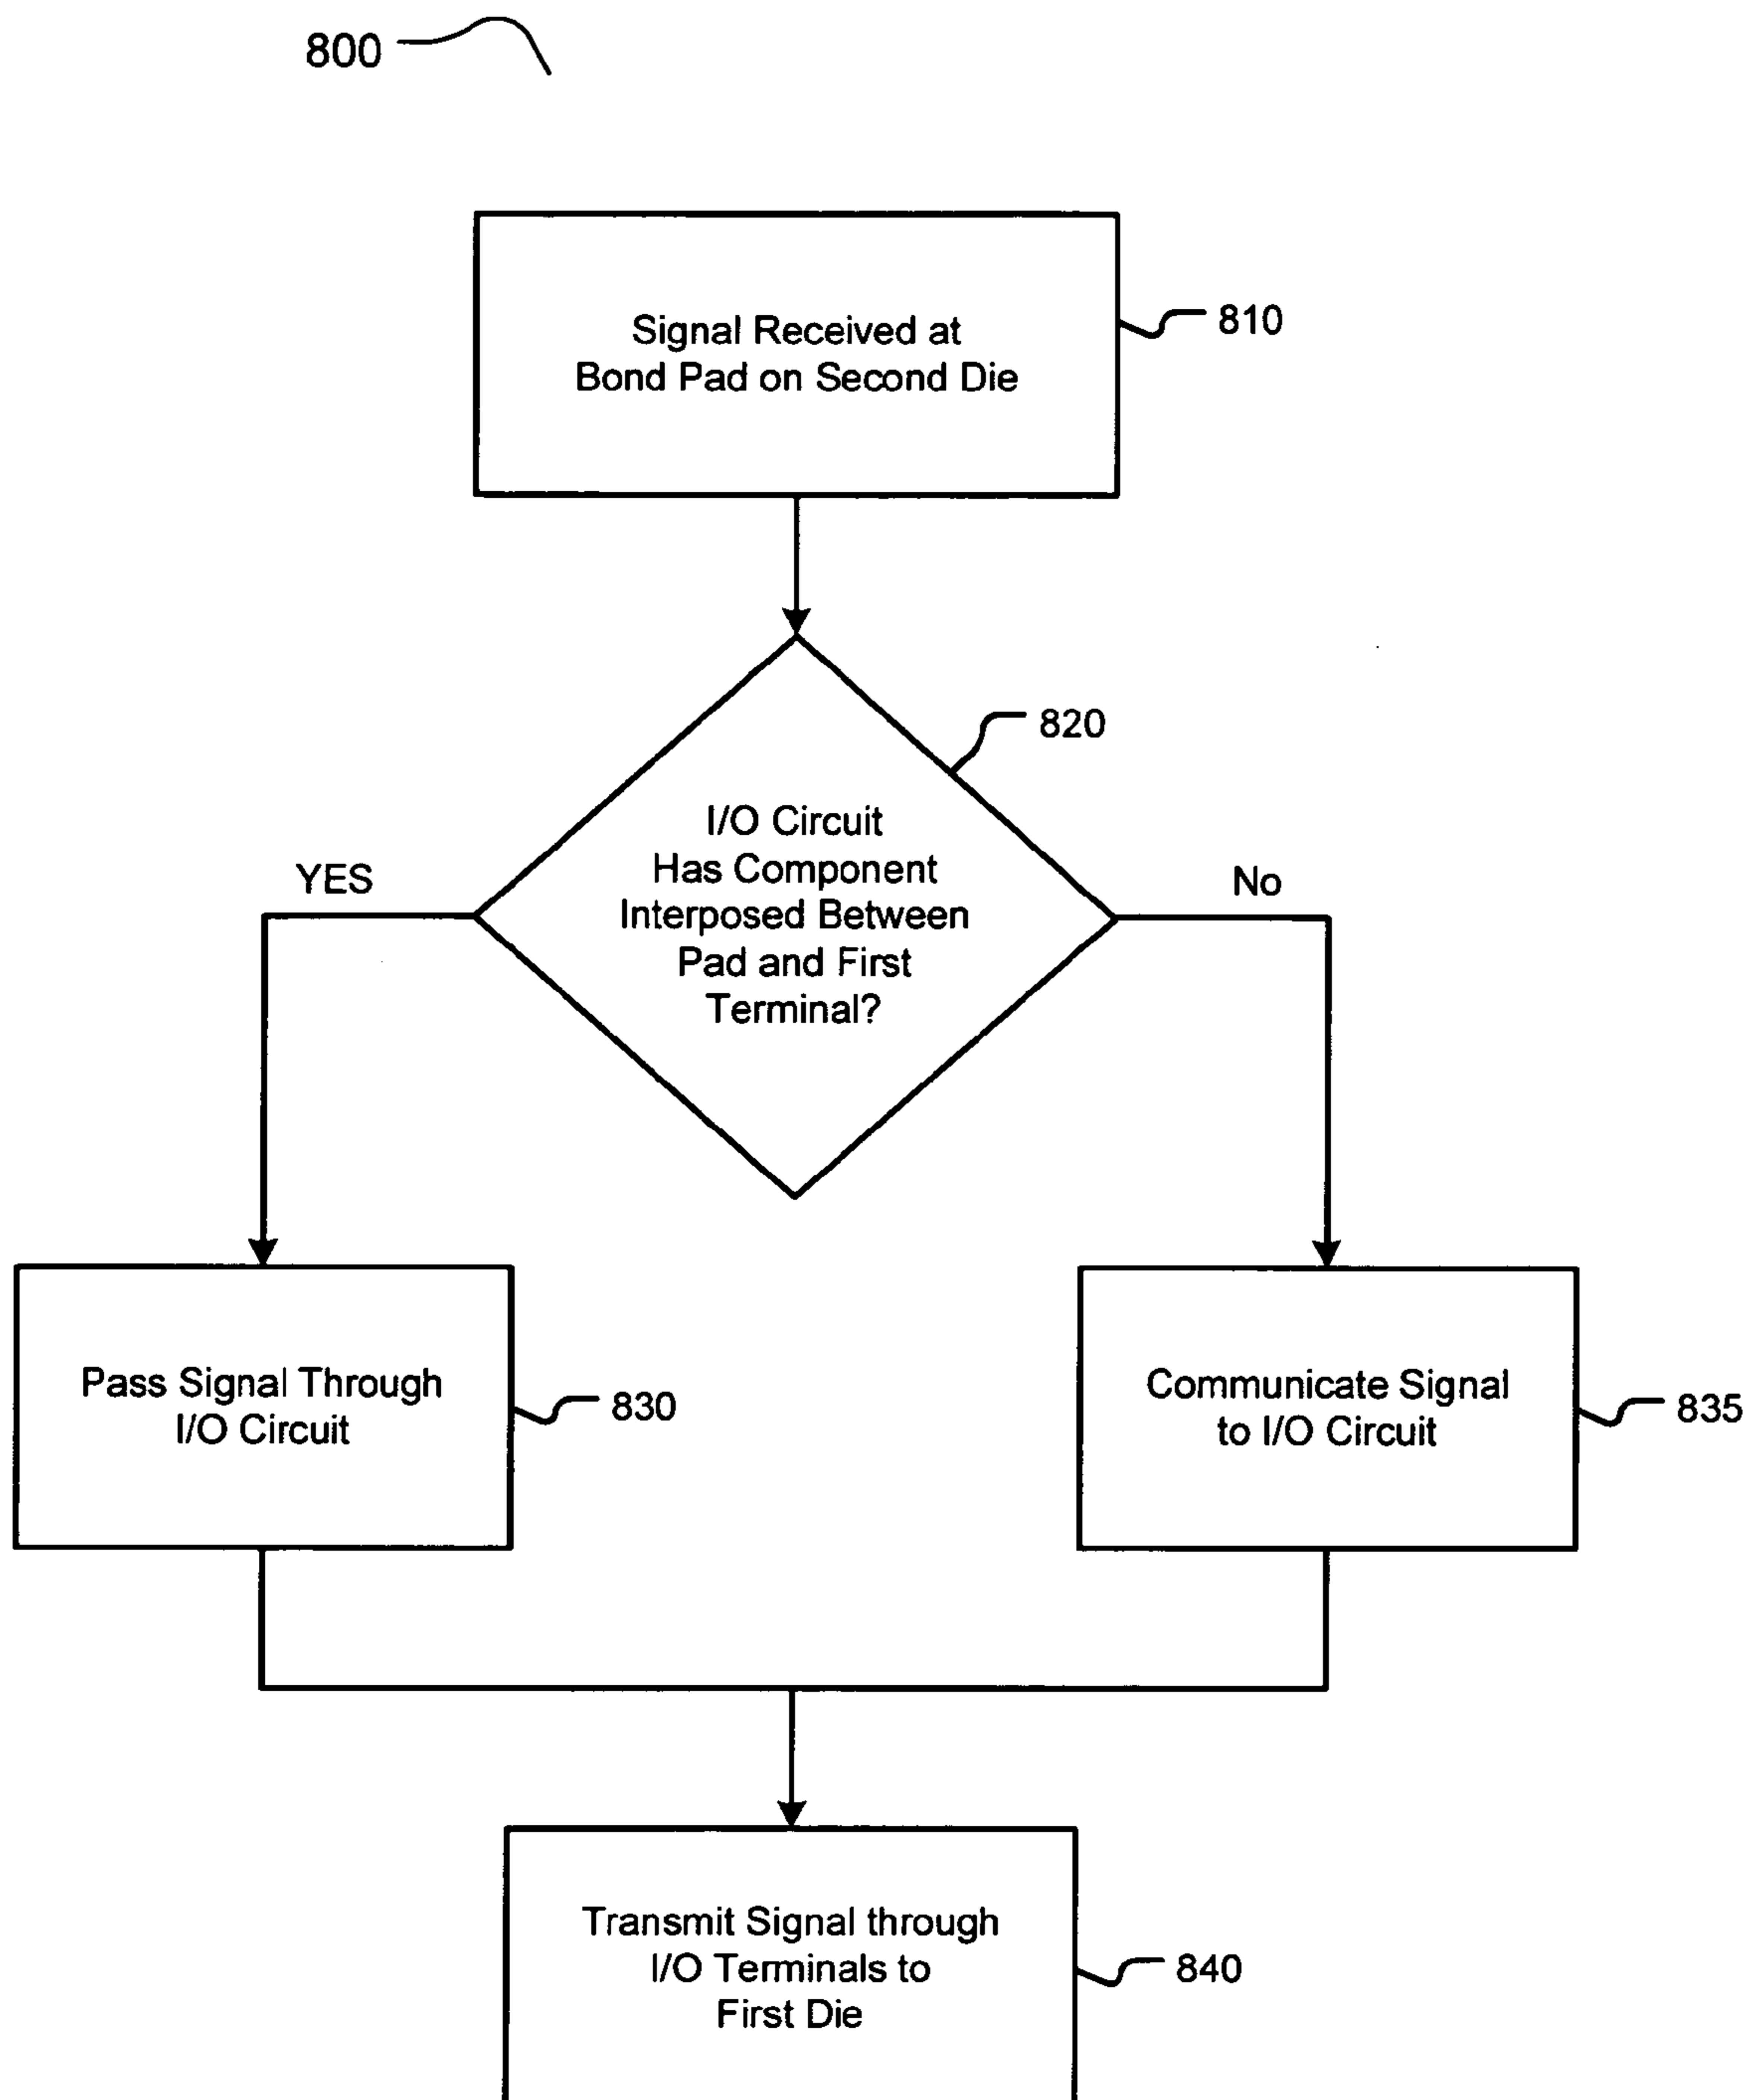 800
Signal Received at
Bond Pad on Second Die
810
820
I/O Circuit
Has Component
Interposed Between
Pad and First
Terminal?
YES
No
Pass Signal Through
I/O Circuit
830
Communicate Signal
to I/O Circuit
835
Transmit Signal through
I/O Terminals to
First Die
840